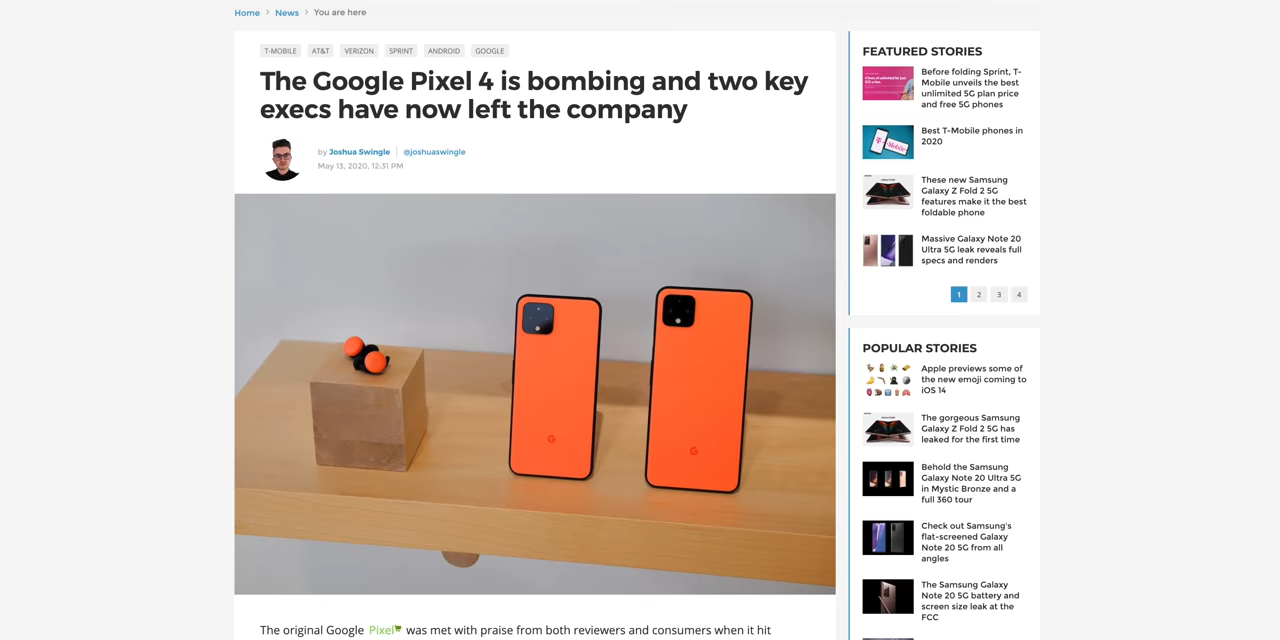 Home > News > You are here
T-MOBILE AT&T VERIZON SPRINT ANDROID GOOGLE
The Google Pixel 4 is bombing and two key
execs have now left the company
by Joshua Swingle @joshuaswingle
May 13, 2020, 12:31 PM
The original Google Pixel was met with praise from both reviewers and consumers when it hit
FEATURED STORIES
Before folding Sprint, T-
Mobile unveils the best
unlimited 5G plan price
and free 5G phones
Best T-Mobile phones in
2020
These new Samsung
Galaxy Z Fold 2 5G
features make it the best
foldable phone
Massive Galaxy Note 20
Ultra 5G leak reveals full
specs and renders
1 2 3 4
POPULAR STORIES
Apple previews some of
the new emoji coming to
iOS 14
The gorgeous Samsung
Galaxy Z Fold 2 5G has
leaked for the first time
Behold the Samsung
Galaxy Note 20 Ultra 5G
in Mystic Bronze and a
full 360 tour
Check out Samsung's
flat-screened Galaxy
Note 20 5G from all
angles
The Samsung Galaxy
Note 20 5G battery and
screen size leak at the
FCC